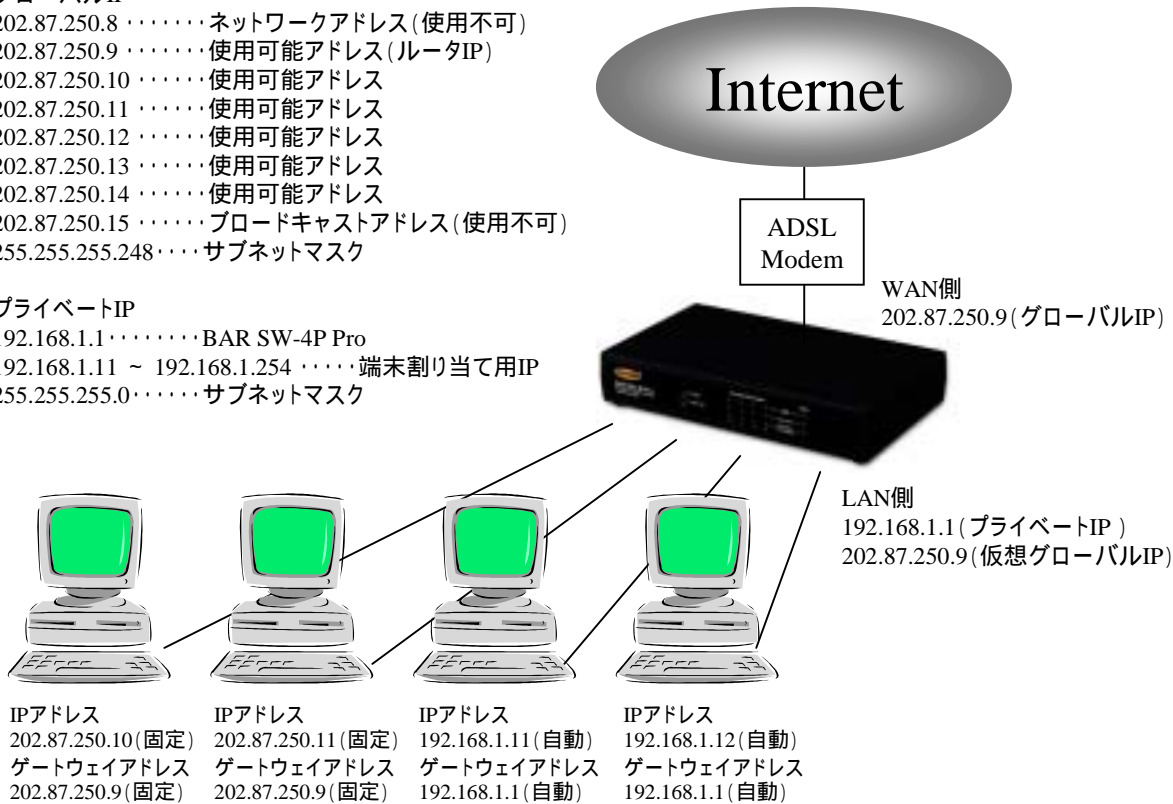 202.87.250.8 ･･･････ネットワークアドレス(使用不可)
202.87.250.9 ･･･････使用可能アドレス(ルータIP)
202.87.250.10 ･･････使用可能アドレス
202.87.250.11 ･･････使用可能アドレス
202.87.250.12 ･･････使用可能アドレス
202.87.250.13 ･･････使用可能アドレス
202.87.250.14 ･･････使用可能アドレス
202.87.250.15 ･･････ブロードキャストアドレス(使用不可)
255.255.255.248････サブネットマスク
プライベートIP
192.168.1.1････････BAR SW-4P Pro
192.168.1.11 ~ 192.168.1.254 ･････端末割り当て用IP
255.255.255.0･･････サブネットマスク
Internet
ADSL
Modem
WAN側
202.87.250.9(グローバルIP)
LAN側
192.168.1.1(プライベートIP )
202.87.250.9(仮想グローバルIP)
IPアドレス
202.87.250.10(固定)
ゲートウェイアドレス
202.87.250.9(固定)
IPアドレス
202.87.250.11(固定)
ゲートウェイアドレス
202.87.250.9(固定)
IPアドレス
192.168.1.11(自動)
ゲートウェイアドレス
192.168.1.1(自動)
IPアドレス
192.168.1.12(自動)
ゲートウェイアドレス
192.168.1.1(自動)